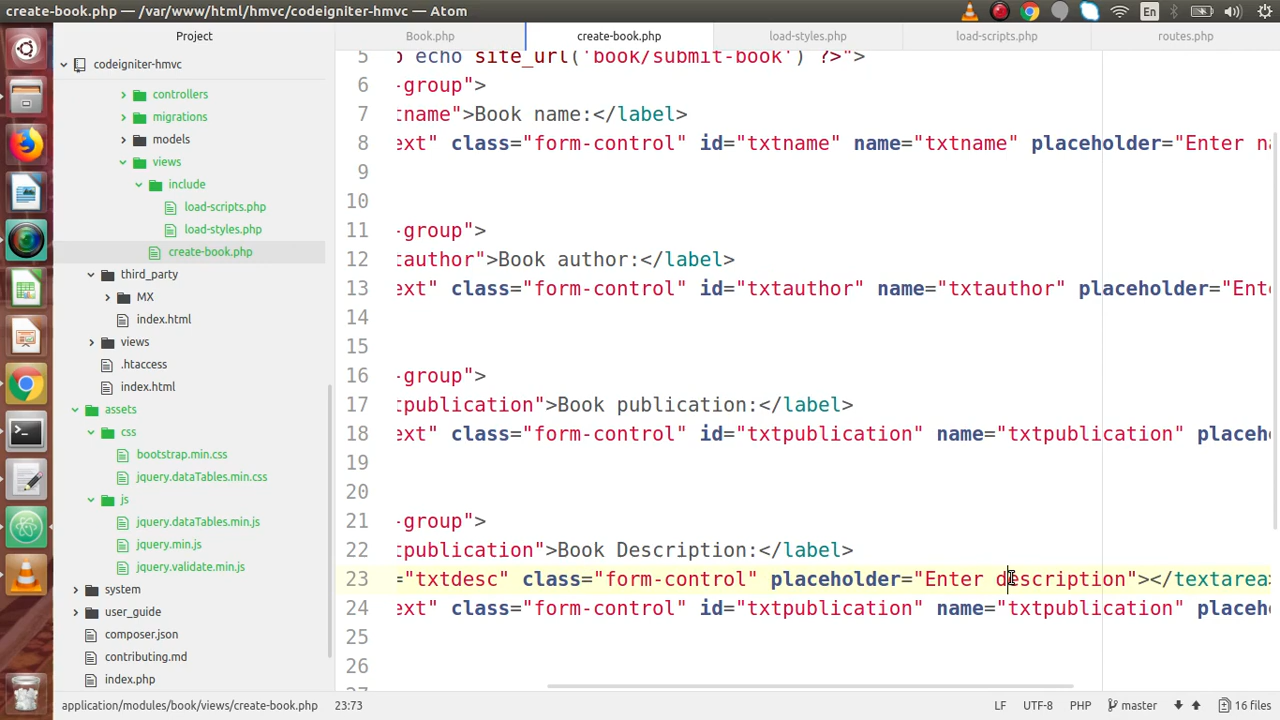 create-book.php — /var/www/html/hmvc/codeigniter-hmvc — Atom
En
Project
Book.php
create-book.php
load-styles.php
load-scripts.php
routes.php
codeigniter-hmvc
controllers
migrations
models
views
include
load-scripts.php
load-styles.php
create-book.php
third_party
MX
index.html
views
.htaccess
index.html
assets
css
bootstrap.min.css
jquery.dataTables.min.css
js
jquery.dataTables.min.js
jquery.min.js
jquery.validate.min.js
system
user_guide
composer.json
contributing.md
index.php
5 p echo site_url('book/submit-book') ?>">
6 -group">
7 tname">Book name:</label>
8 ext" class="form-control" id="txtname" name="txtname" placeholder="Enter na
9
10
11 -group">
12 tauthor">Book author:</label>
13 ext" class="form-control" id="txtauthor" name="txtauthor" placeholder="Ent
14
15
16 -group">
17 tpublication">Book publication:</label>
18 ext" class="form-control" id="txtpublication" name="txtpublication" placeh
19
20
21 -group">
22 tpublication">Book Description:</label>
23 ="txtdesc" class="form-control" placeholder="Enter description"></textarea>
24 ext" class="form-control" id="txtpublication" name="txtpublication" placeh
25
26
27
application/modules/book/views/create-book.php 23:73 LF UTF-8 PHP master 16 files